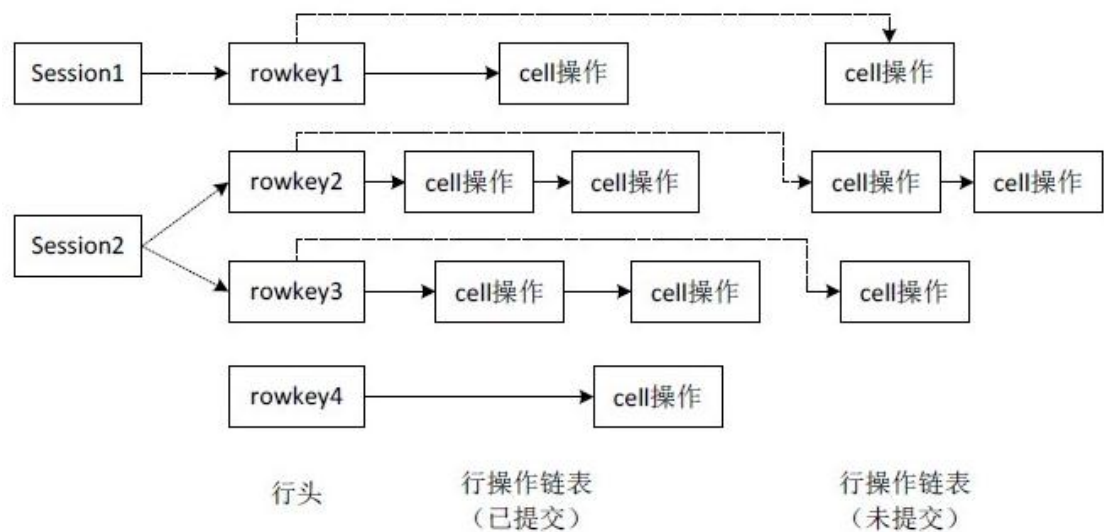 Session1
rowkey1
cell操作
cell操作
rowkey2
cell操作
cell操作
cell操作
cell操作
Session2
rowkey3
cell操作
cell操作
cell操作
rowkey4
cell操作
行头
行操作链表
（已提交）
行操作链表
（未提交）